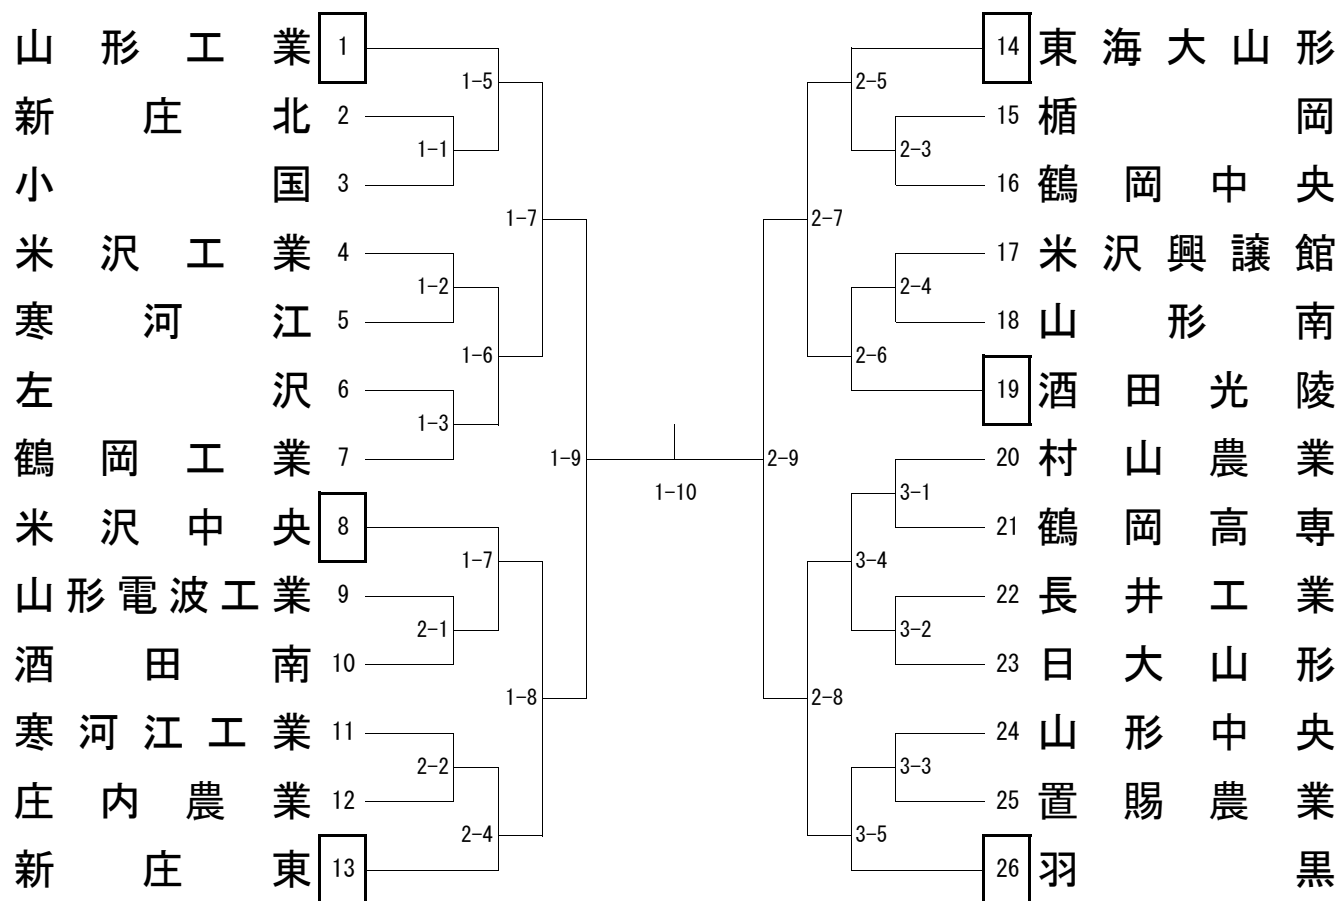 山形工業 1
新庄北 2
小国 3
米沢工業 4
寒河江 5
左沢 6
鶴岡工業 7
米沢中央 8
山形電波工業 9
酒田南 10
寒河江工業 11
庄内農業 12
新庄東 13
1-5
1-1
1-7
1-2
1-6
1-3
1-9
1-7
2-1
1-8
2-2
2-4
1-10
2-5
2-3
2-7
2-4
2-6
2-9
3-1
3-4
3-2
2-8
3-3
3-5
14 東海大山形
15 楯岡
16 鶴岡中央
17 米沢興譲館
18 山形南
19 酒田光陵
20 村山農業
21 鶴岡高専
22 長井工業
23 日大山形
24 山形中央
25 置賜農業
26 羽黒